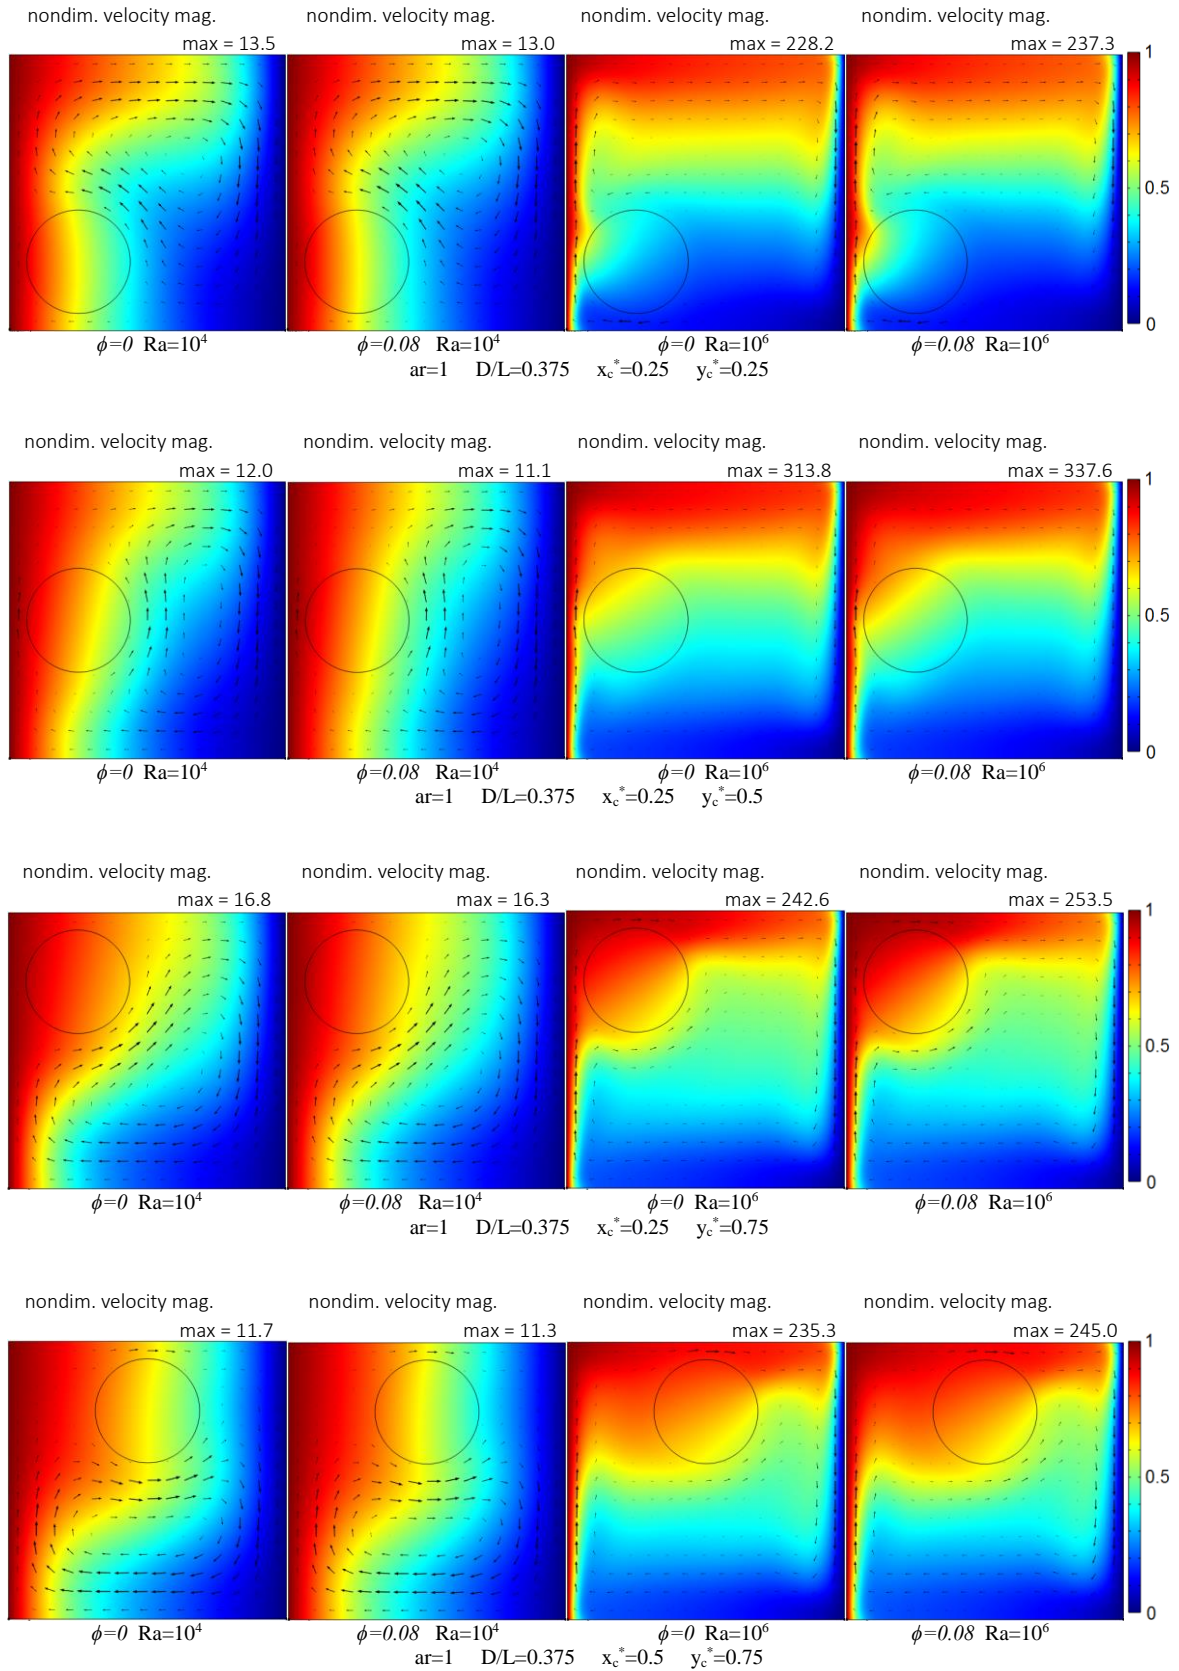 nondim. velocity mag. nondim. velocity mag. nondim. velocity mag. nondim. velocity mag.
max = 13.5 max = 13.0 max = 228.2 max = 237.3
1
0.5
0
ϕ=0 Ra=10⁴ ϕ=0.08 Ra=10⁴ ϕ=0 Ra=10⁶ ϕ=0.08 Ra=10⁶
ar=1 D/L=0.375 x_c*=0.25 y_c*=0.25
nondim. velocity mag. nondim. velocity mag. nondim. velocity mag. nondim. velocity mag.
max = 12.0 max = 11.1 max = 313.8 max = 337.6
1
0.5
0
ϕ=0 Ra=10⁴ ϕ=0.08 Ra=10⁴ ϕ=0 Ra=10⁶ ϕ=0.08 Ra=10⁶
ar=1 D/L=0.375 x_c*=0.25 y_c*=0.5
nondim. velocity mag. nondim. velocity mag. nondim. velocity mag. nondim. velocity mag.
max = 16.8 max = 16.3 max = 242.6 max = 253.5
1
0.5
0
ϕ=0 Ra=10⁴ ϕ=0.08 Ra=10⁴ ϕ=0 Ra=10⁶ ϕ=0.08 Ra=10⁶
ar=1 D/L=0.375 x_c*=0.25 y_c*=0.75
nondim. velocity mag. nondim. velocity mag. nondim. velocity mag. nondim. velocity mag.
max = 11.7 max = 11.3 max = 235.3 max = 245.0
1
0.5
0
ϕ=0 Ra=10⁴ ϕ=0.08 Ra=10⁴ ϕ=0 Ra=10⁶ ϕ=0.08 Ra=10⁶
ar=1 D/L=0.375 x_c*=0.5 y_c*=0.75